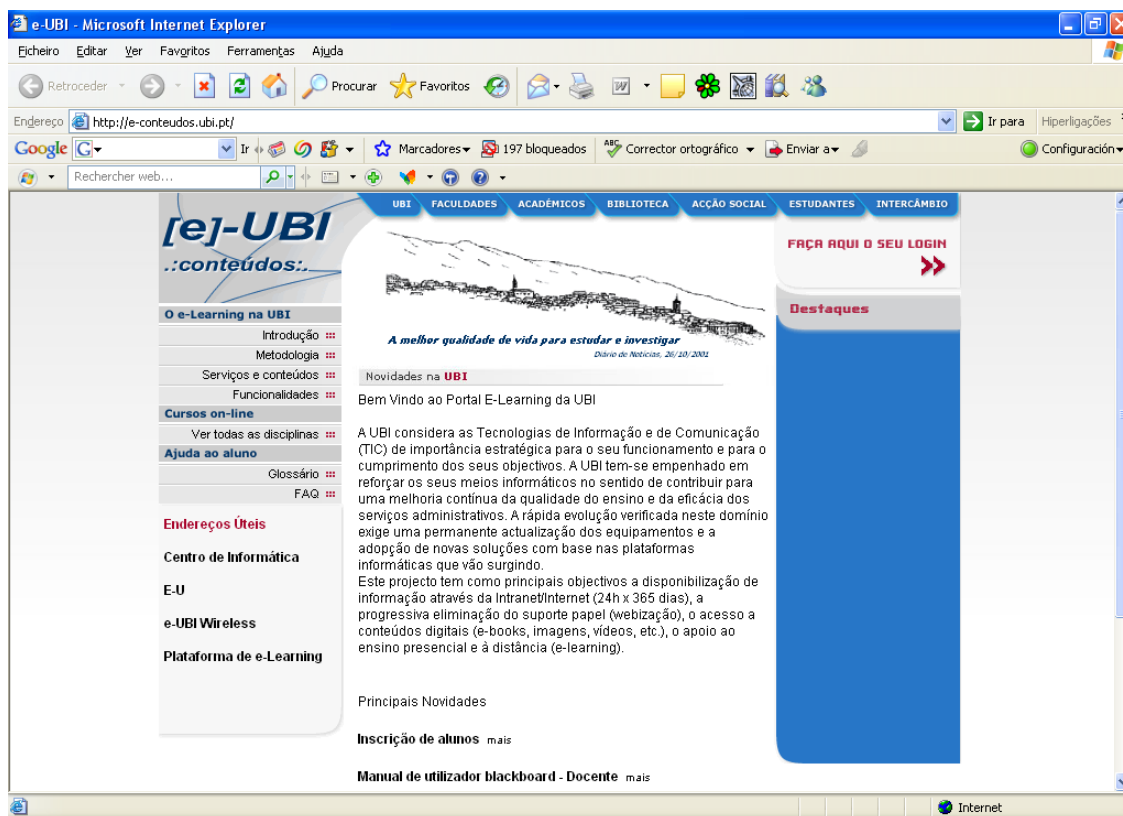 e-UBI - Microsoft Internet Explorer
Ficheiro Editar Ver Favoritos Ferramentas Ajuda
Retroceder Procurar Favoritos
Endereço http://e-conteudos.ubi.pt/ Ir para Hiperligações
Google G Ir Marcadores 197 bloqueados ABC Corrector ortográfico Enviar a Configuración
Rechercher web...
UBI FACULDADES ACADÉMICOS BIBLIOTECA ACÇÃO SOCIAL ESTUDANTES INTERCÂMBIO
[e]-UBI
.:conteúdos:.
FAÇA AQUI O SEU LOGIN
Destaques
A melhor qualidade de vida para estudar e investigar
Diário de Notícias, 26/10/2001
O e-Learning na UBI
Introdução
Metodologia
Serviços e conteúdos
Funcionalidades
Cursos on-line
Ver todas as disciplinas
Ajuda ao aluno
Glossário
FAQ
Endereços Úteis
Centro de Informática
E-U
e-UBI Wireless
Plataforma de e-Learning
Novidades na UBI
Bem Vindo ao Portal E-Learning da UBI
A UBI considera as Tecnologias de Informação e de Comunicação
(TIC) de importância estratégica para o seu funcionamento e para o
cumprimento dos seus objectivos. A UBI tem-se empenhado em
reforçar os seus meios informáticos no sentido de contribuir para
uma melhoria contínua da qualidade do ensino e da eficácia dos
serviços administrativos. A rápida evolução verificada neste domínio
exige uma permanente actualização dos equipamentos e a
adopção de novas soluções com base nas plataformas
informáticas que vão surgindo.
Este projecto tem como principais objectivos a disponibilização de
informação através da Intranet/Internet (24h x 365 dias), a
progressiva eliminação do suporte papel (webização), o acesso a
conteúdos digitais (e-books, imagens, vídeos, etc.), o apoio ao
ensino presencial e à distância (e-learning).
Principais Novidades
Inscrição de alunos mais
Manual de utilizador blackboard - Docente mais
Internet